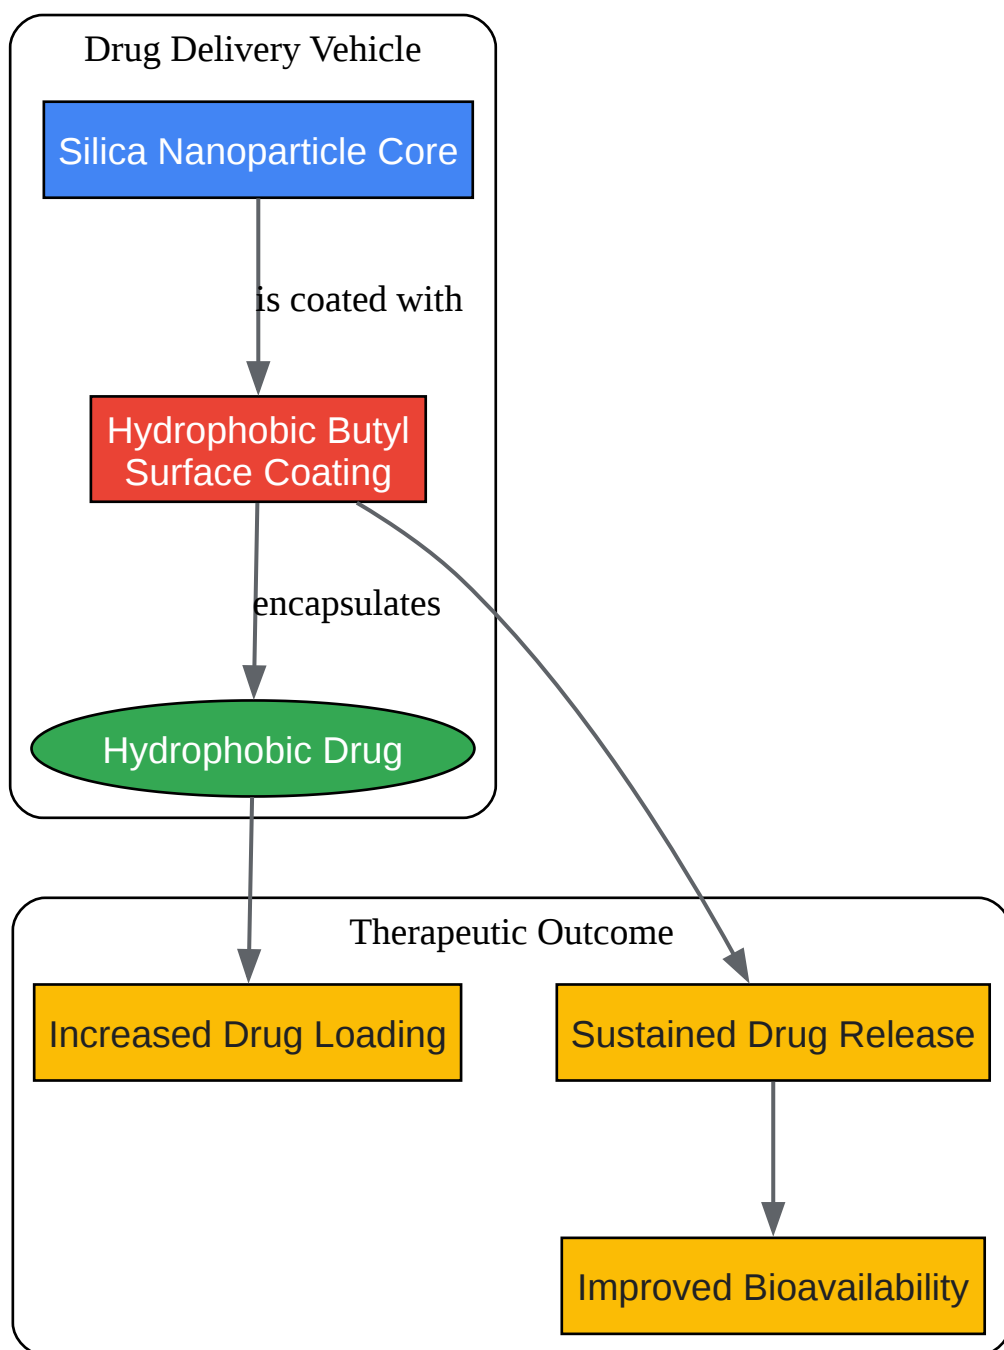 Drug Delivery Vehicle
Silica Nanoparticle Core
is coated with
Hydrophobic Butyl
Surface Coating
encapsulates
Hydrophobic Drug
Therapeutic Outcome
Increased Drug Loading
Sustained Drug Release
Improved Bioavailability